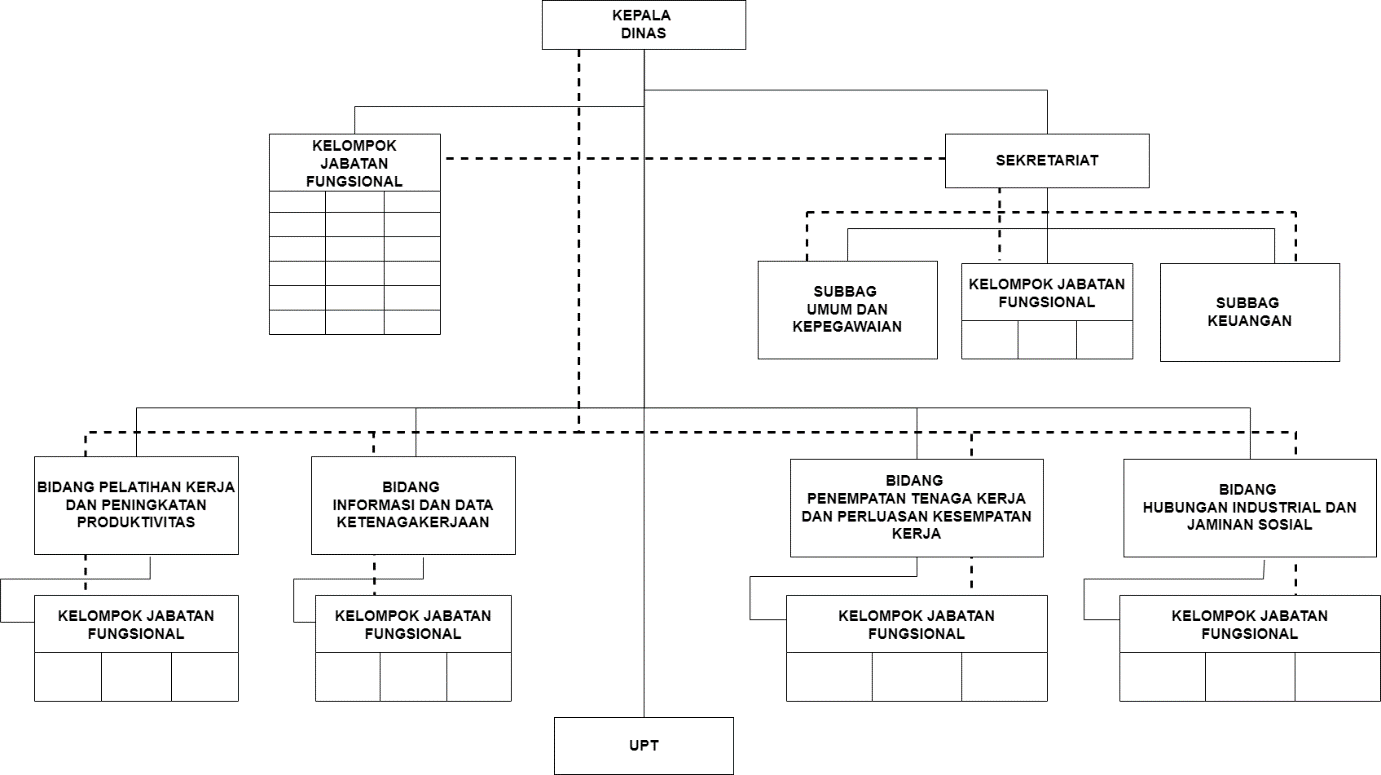 KEPALA
DINAS
KELOMPOK
JABATAN
FUNGSIONAL
SEKRETARIAT
SUBBAG
UMUM DAN
KEPEGAWAIAN
KELOMPOK JABATAN
FUNGSIONAL
SUBBAG
KEUANGAN
BIDANG PELATIHAN KERJA
DAN PENINGKATAN
PRODUKTIVITAS
BIDANG
INFORMASI DAN DATA
KETENAGAKERJAAN
BIDANG
PENEMPATAN TENAGA KERJA
DAN PERLUASAN KESEMPATAN
KERJA
BIDANG
HUBUNGAN INDUSTRIAL DAN
JAMINAN SOSIAL
KELOMPOK JABATAN
FUNGSIONAL
KELOMPOK JABATAN
FUNGSIONAL
KELOMPOK JABATAN
FUNGSIONAL
KELOMPOK JABATAN
FUNGSIONAL
UPT